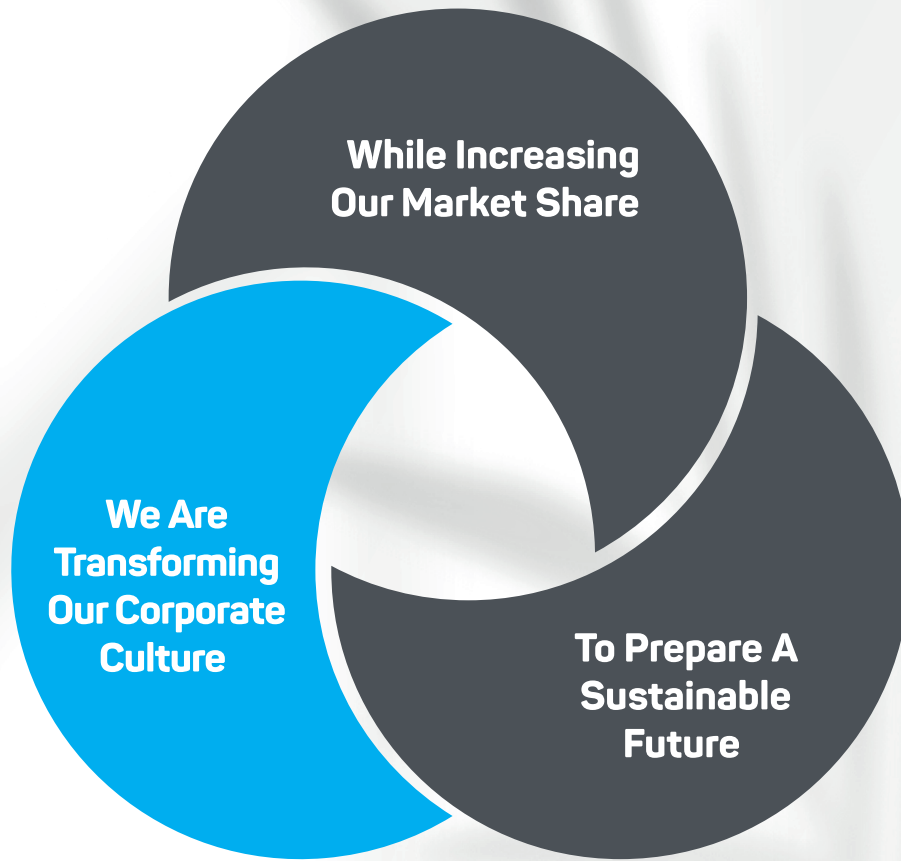 While Increasing
Our Market Share
We Are
Transforming
Our Corporate
Culture
To Prepare A
Sustainable
Future